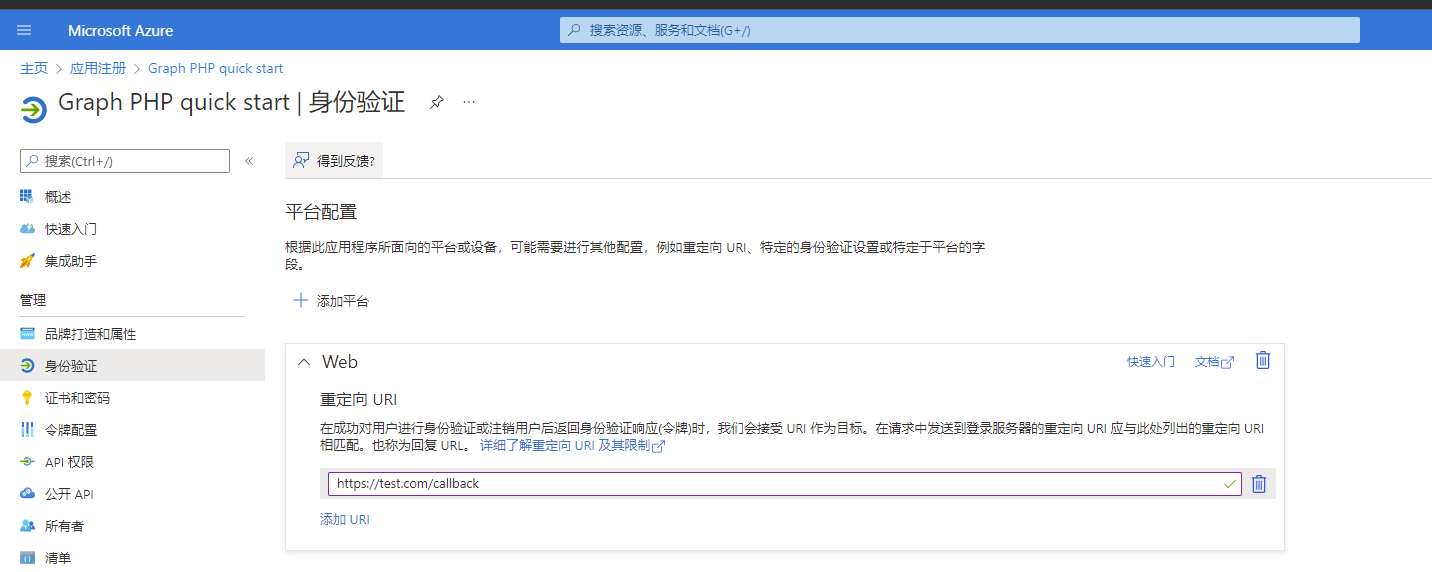 Microsoft Azure
搜索资源、服务和文档(G+/)
主页 > 应用注册 > Graph PHP quick start
Graph PHP quick start | 身份验证
搜索(Ctrl+/)
«
得到反馈?
概述
快速入门
集成助手
管理
品牌打造和属性
身份验证
证书和密码
令牌配置
API 权限
公开 API
所有者
清单
平台配置
根据此应用程序所面向的平台或设备，可能需要进行其他配置，例如重定向 URI、特定的身份验证设置或特定于平台的字
段。
添加平台
Web
快速入门
文档
重定向 URI
在成功对用户进行身份验证或注销用户后返回身份验证响应(令牌)时，我们会接受 URI 作为目标。在请求中发送到登录服务器的重定向 URI 应与此处列出的重定向 URI
相匹配。也称为回复 URL。 详细了解重定向 URI 及其限制
https://test.com/callback
添加 URI